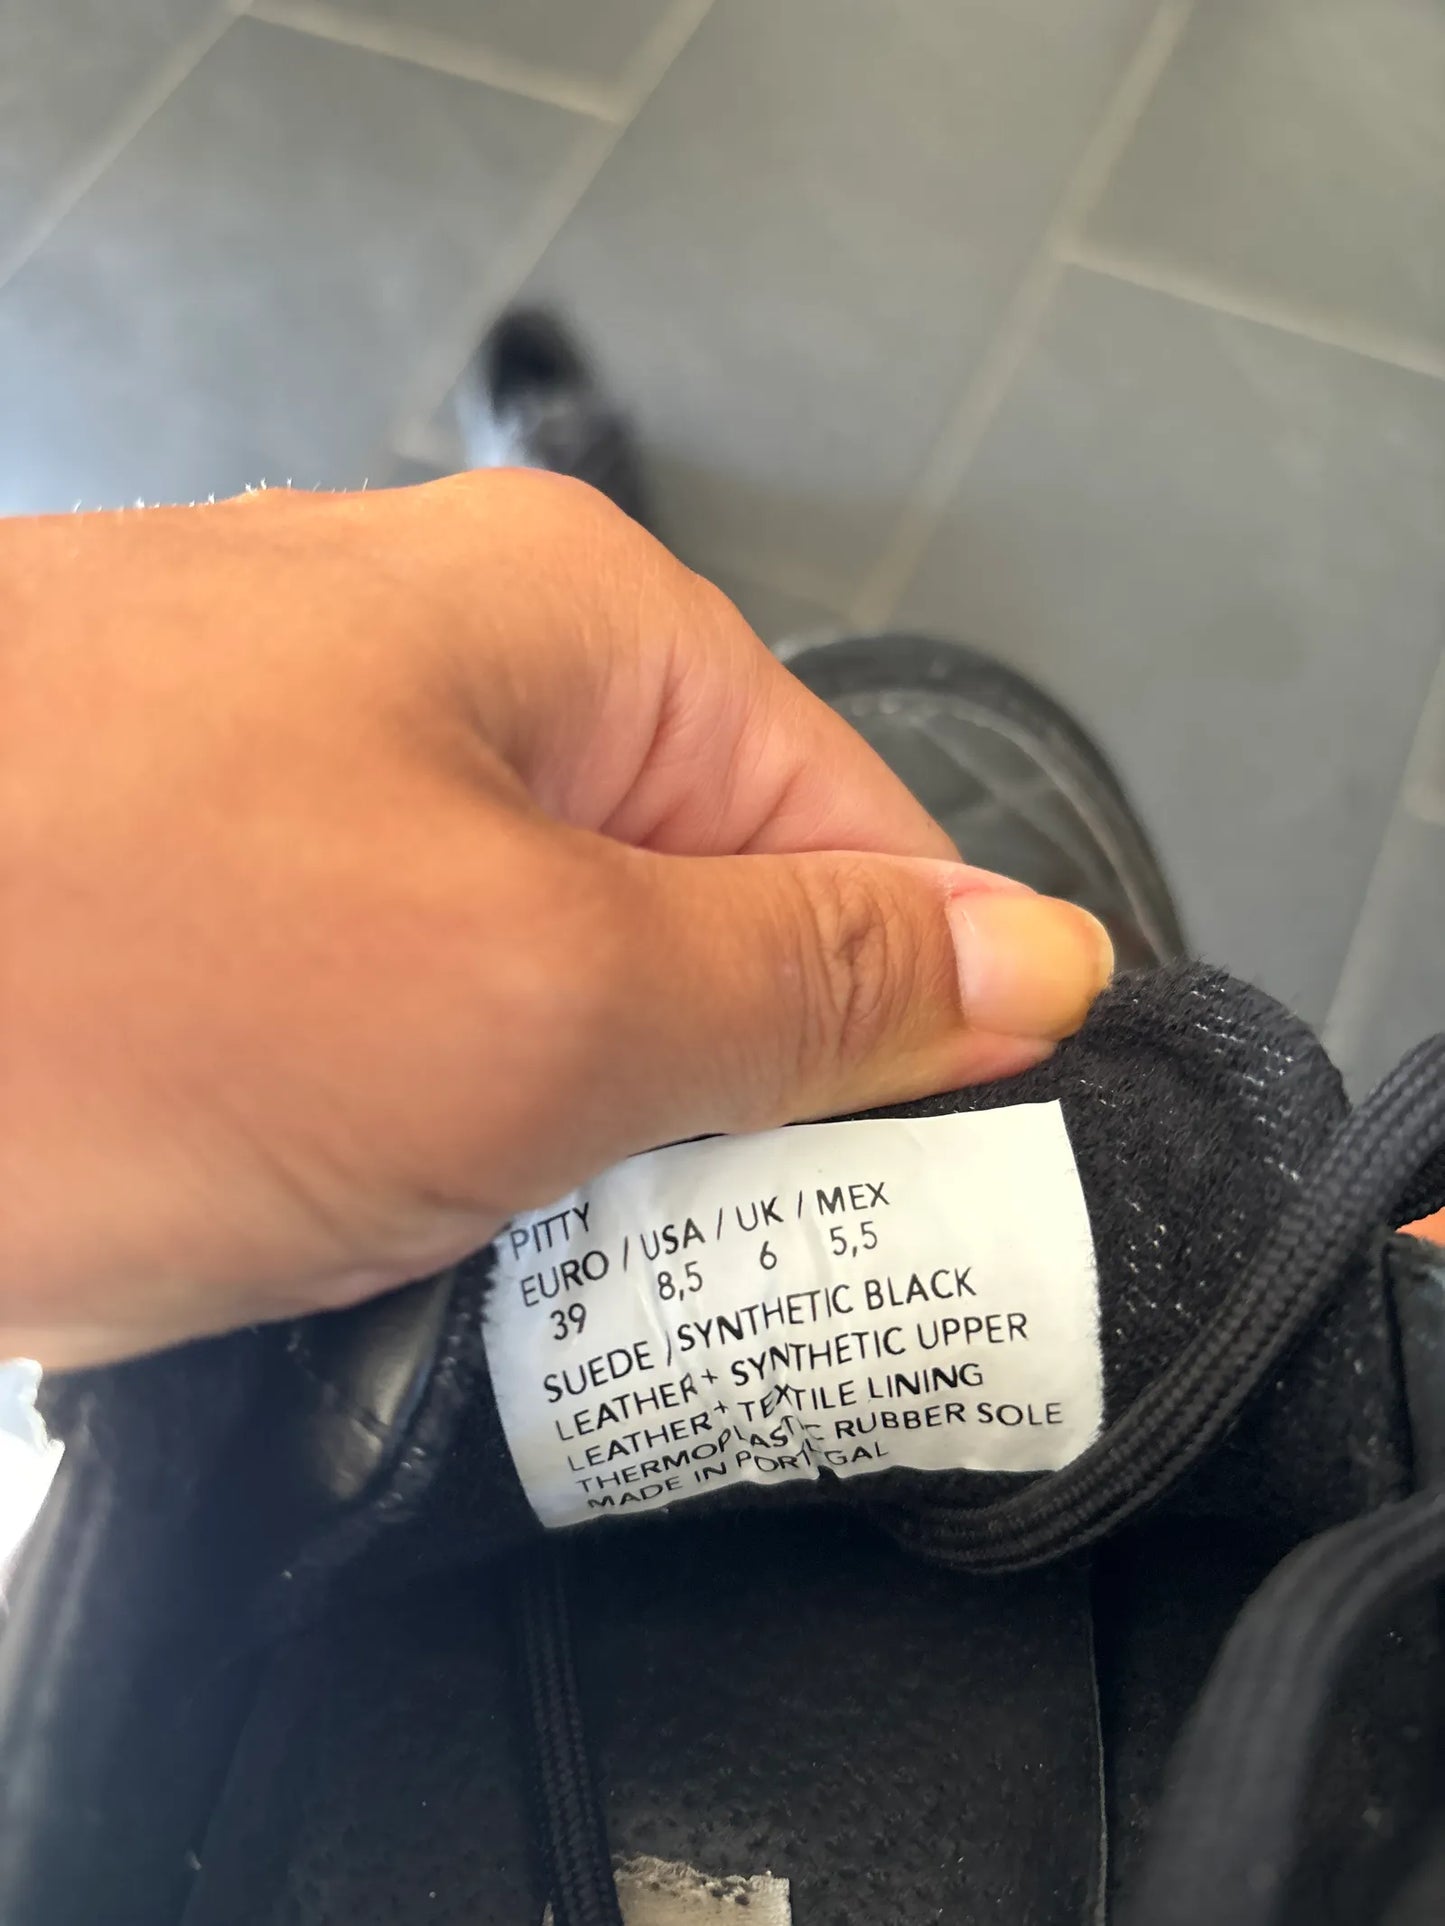 PITTY
EURO / USA / UK / MEX
39 8,5 6 5,5
SUEDE / SYNTHETIC BLACK
LEATHER + SYNTHETIC UPPER
LEATHER + TEXTILE LINING
THERMOPLASTIC RUBBER SOLE
MADE IN PORTUGAL